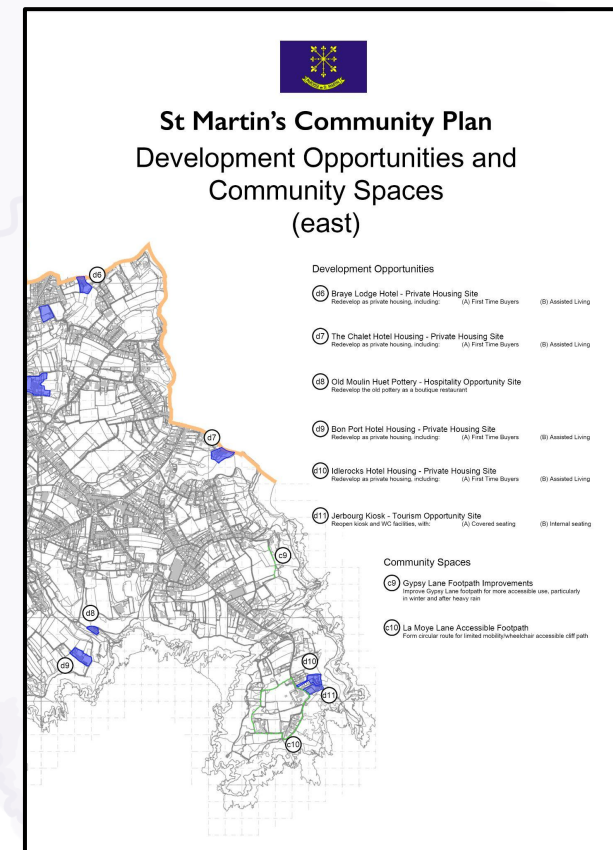 St Martin's Community Plan
Development Opportunities and
Community Spaces
(east)
Development Opportunities
d6 Braye Lodge Hotel - Private Housing Site
Redevelop as private housing, including: (A) First Time Buyers (B) Assisted Living
d7 The Chalet Hotel Housing - Private Housing Site
Redevelop as private housing, including: (A) First Time Buyers (B) Assisted Living
d8 Old Moulin Huet Pottery - Hospitality Opportunity Site
Redevelop the old pottery as a boutique restaurant
d9 Bon Port Hotel Housing - Private Housing Site
Redevelop as private housing, including: (A) First Time Buyers (B) Assisted Living
d10 Idlerocks Hotel Housing - Private Housing Site
Redevelop as private housing, including: (A) First Time Buyers (B) Assisted Living
d11 Jerbourg Kiosk - Tourism Opportunity Site
Reopen kiosk and WC facilities, with: (A) Covered seating (B) Internal seating
Community Spaces
c9 Gypsy Lane Footpath Improvements
Improve Gypsy Lane footpath for more accessible use, particularly
in winter and after heavy rain
c10 La Moye Lane Accessible Footpath
Form circular route for limited mobility/wheelchair accessible cliff path
d6
d7
c9
d8
d9
d10
d11
c10